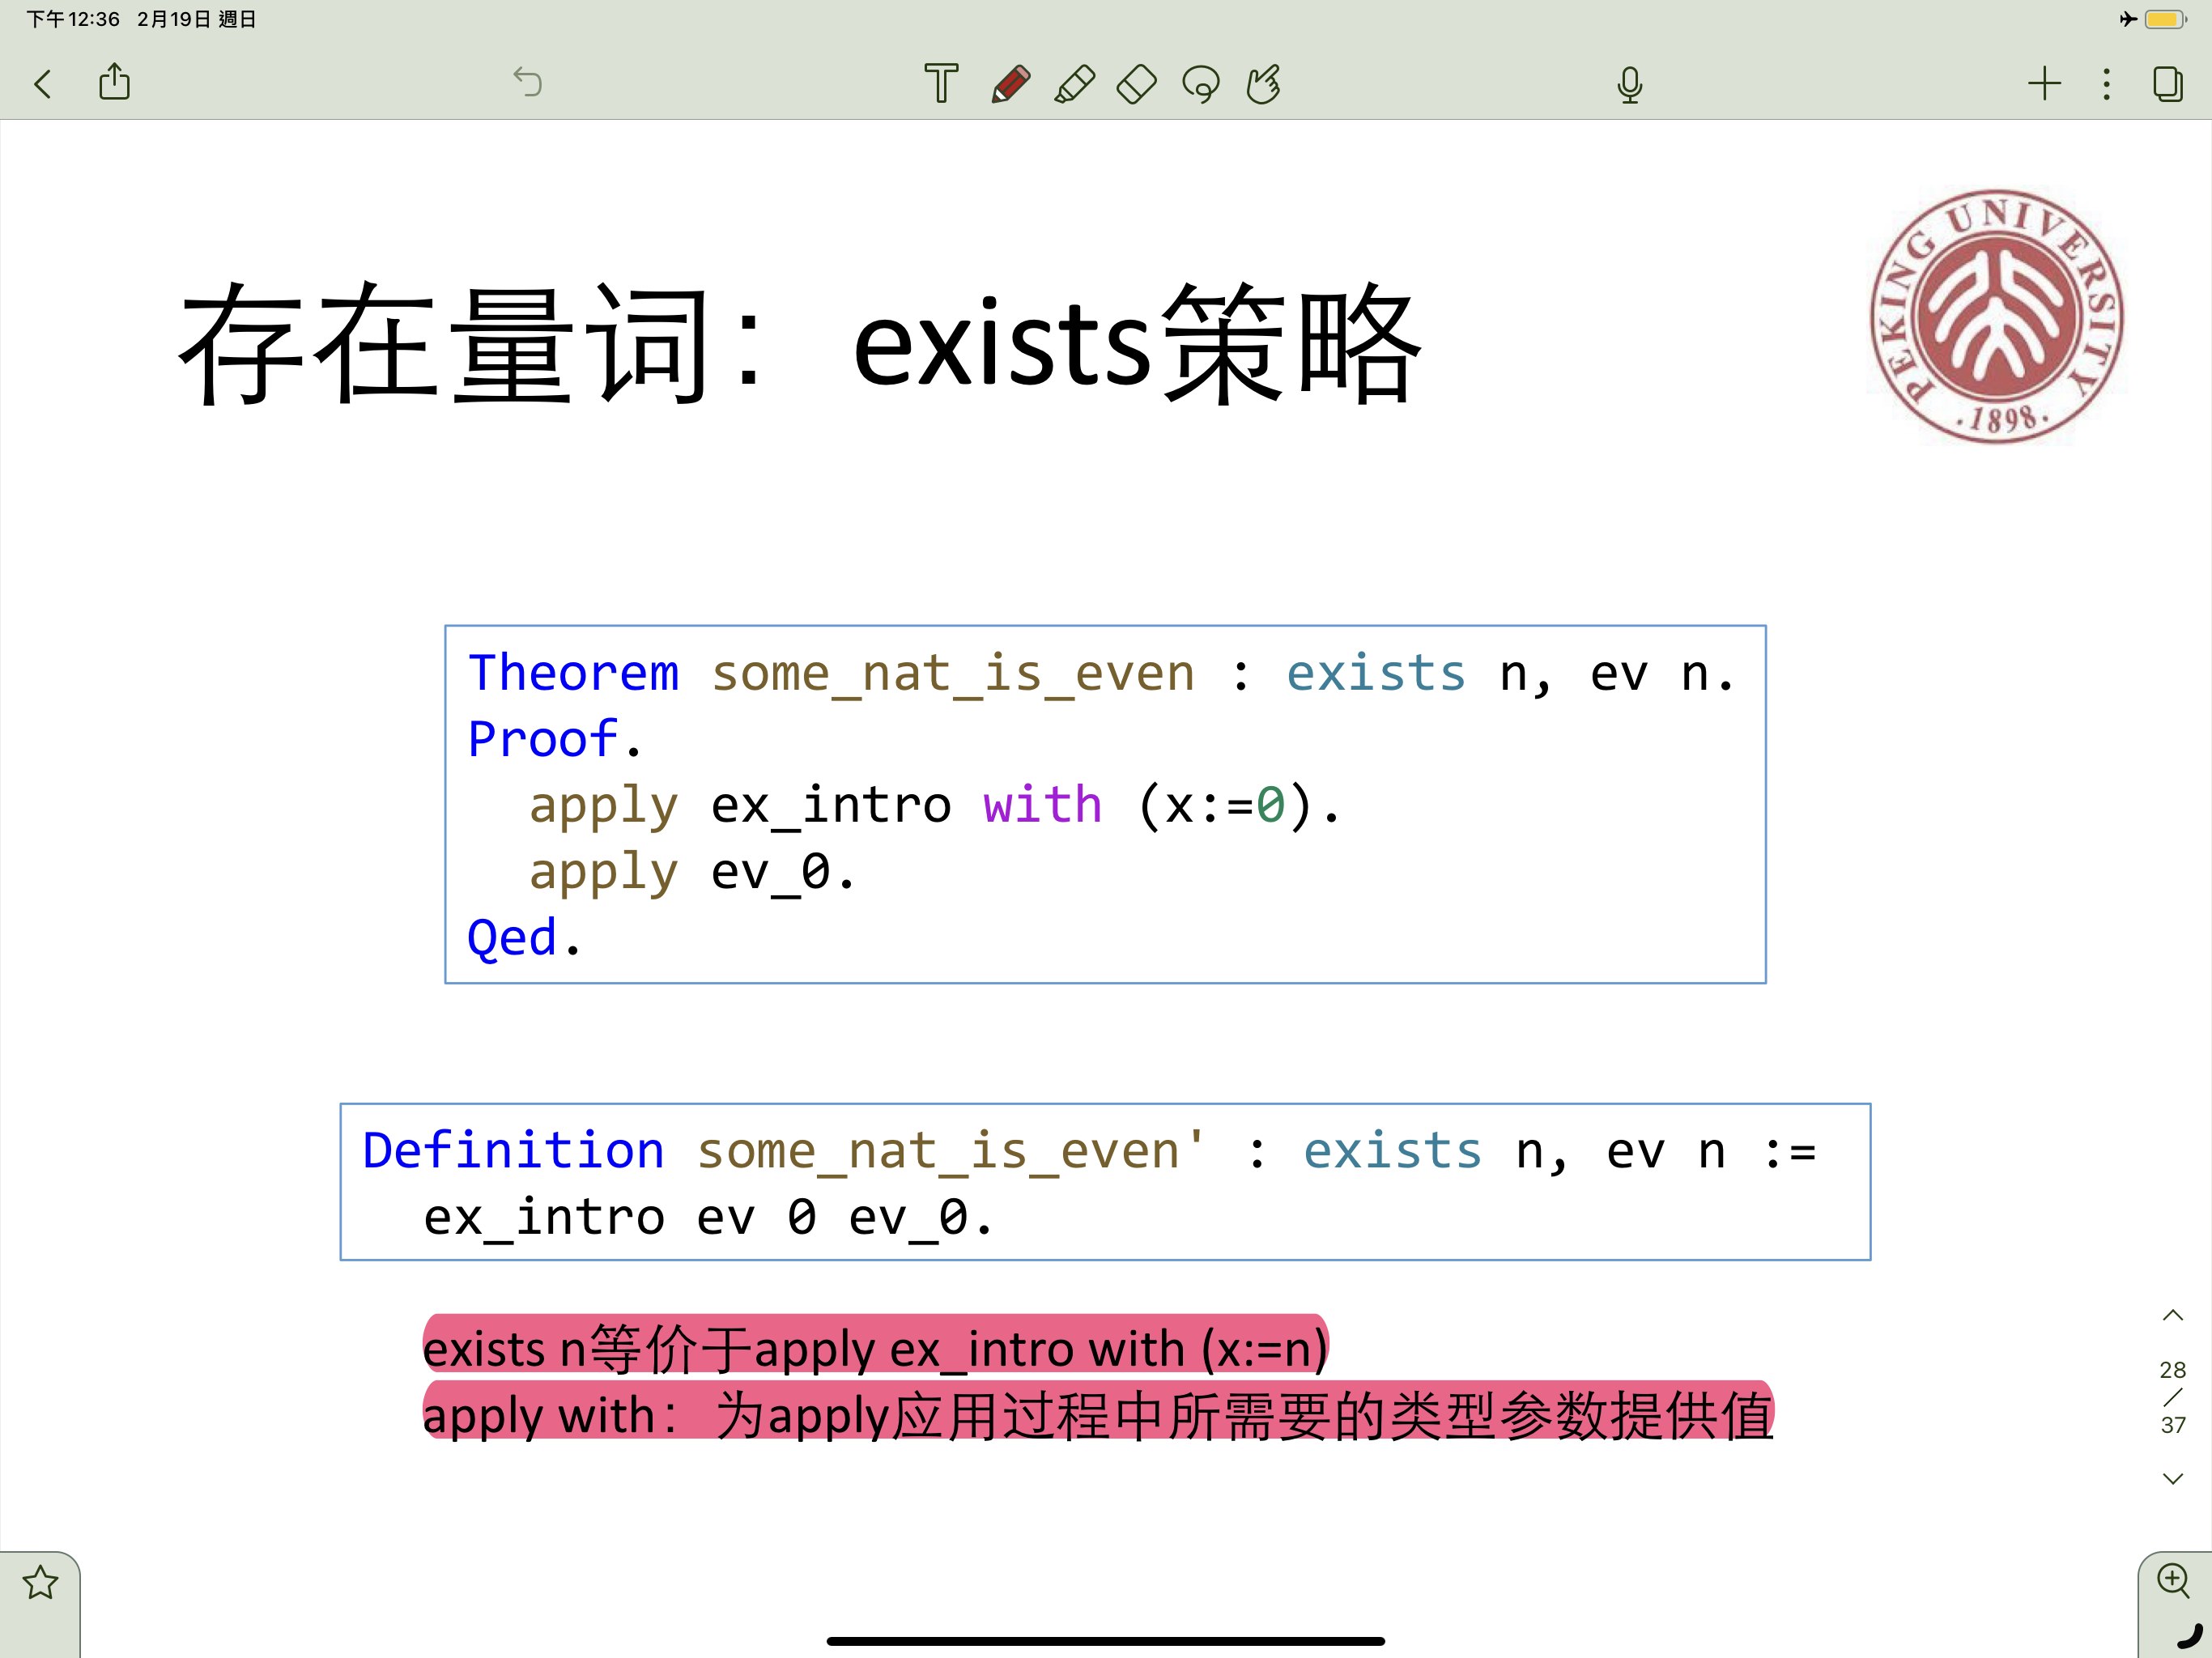 下午12:36 2月19日 週日
存在量词：exists策略
PEKING UNIVERSITY
·1898·
Theorem some_nat_is_even : exists n, ev n.
Proof.
  apply ex_intro with (x:=0).
  apply ev_0.
Qed.
Definition some_nat_is_even' : exists n, ev n :=
  ex_intro ev 0 ev_0.
exists n等价于apply ex_intro with (x:=n)
apply with：为apply应用过程中所需要的类型参数提供值
28
/
37